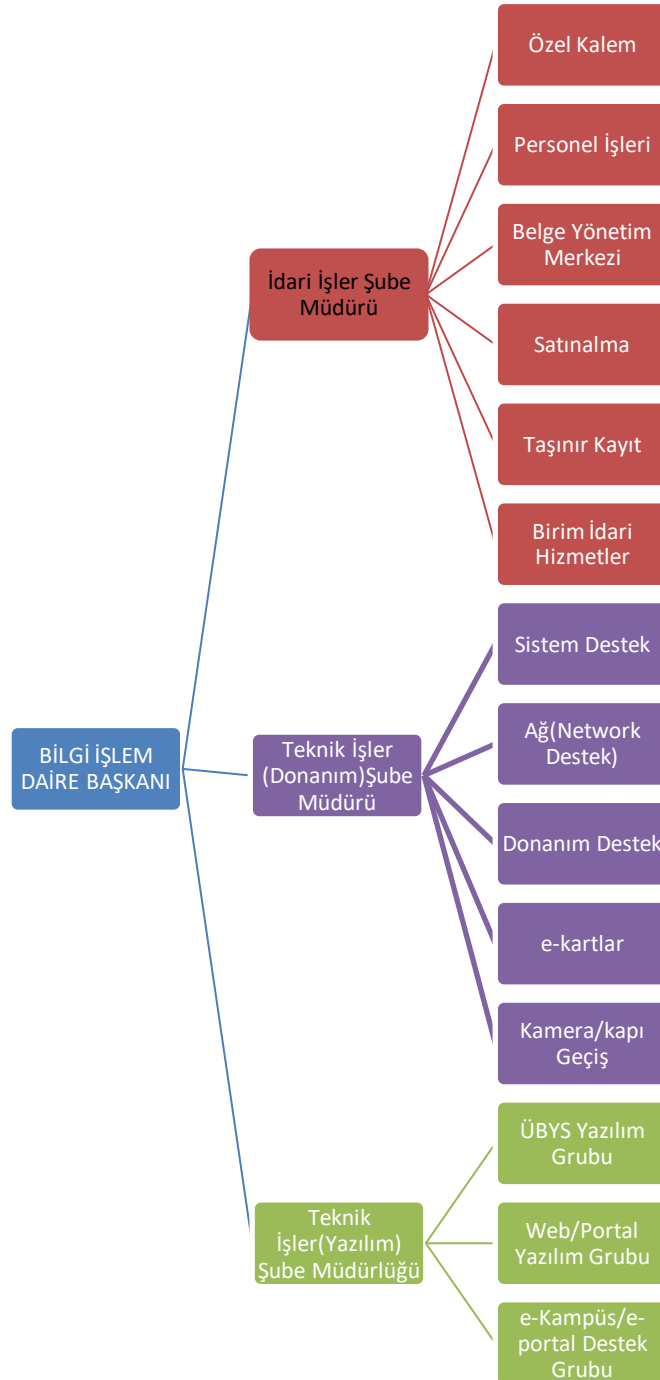 Özel Kalem
Personel İşleri
Belge Yönetim
Merkezi
İdari İşler Şube
Müdürü
Satınalma
Taşınır Kayıt
Birim İdari
Hizmetler
Sistem Destek
BİLGİ İŞLEM
DAİRE BAŞKANI
Teknik İşler
(Donanım)Şube
Müdürü
Ağ(Network
Destek)
Donanım Destek
e-kartlar
Kamera/kapı
Geçiş
ÜBYS Yazılım
Grubu
Teknik
İşler(Yazılım)
Şube Müdürlüğü
Web/Portal
Yazılım Grubu
e-Kampüs/e-
portal Destek
Grubu